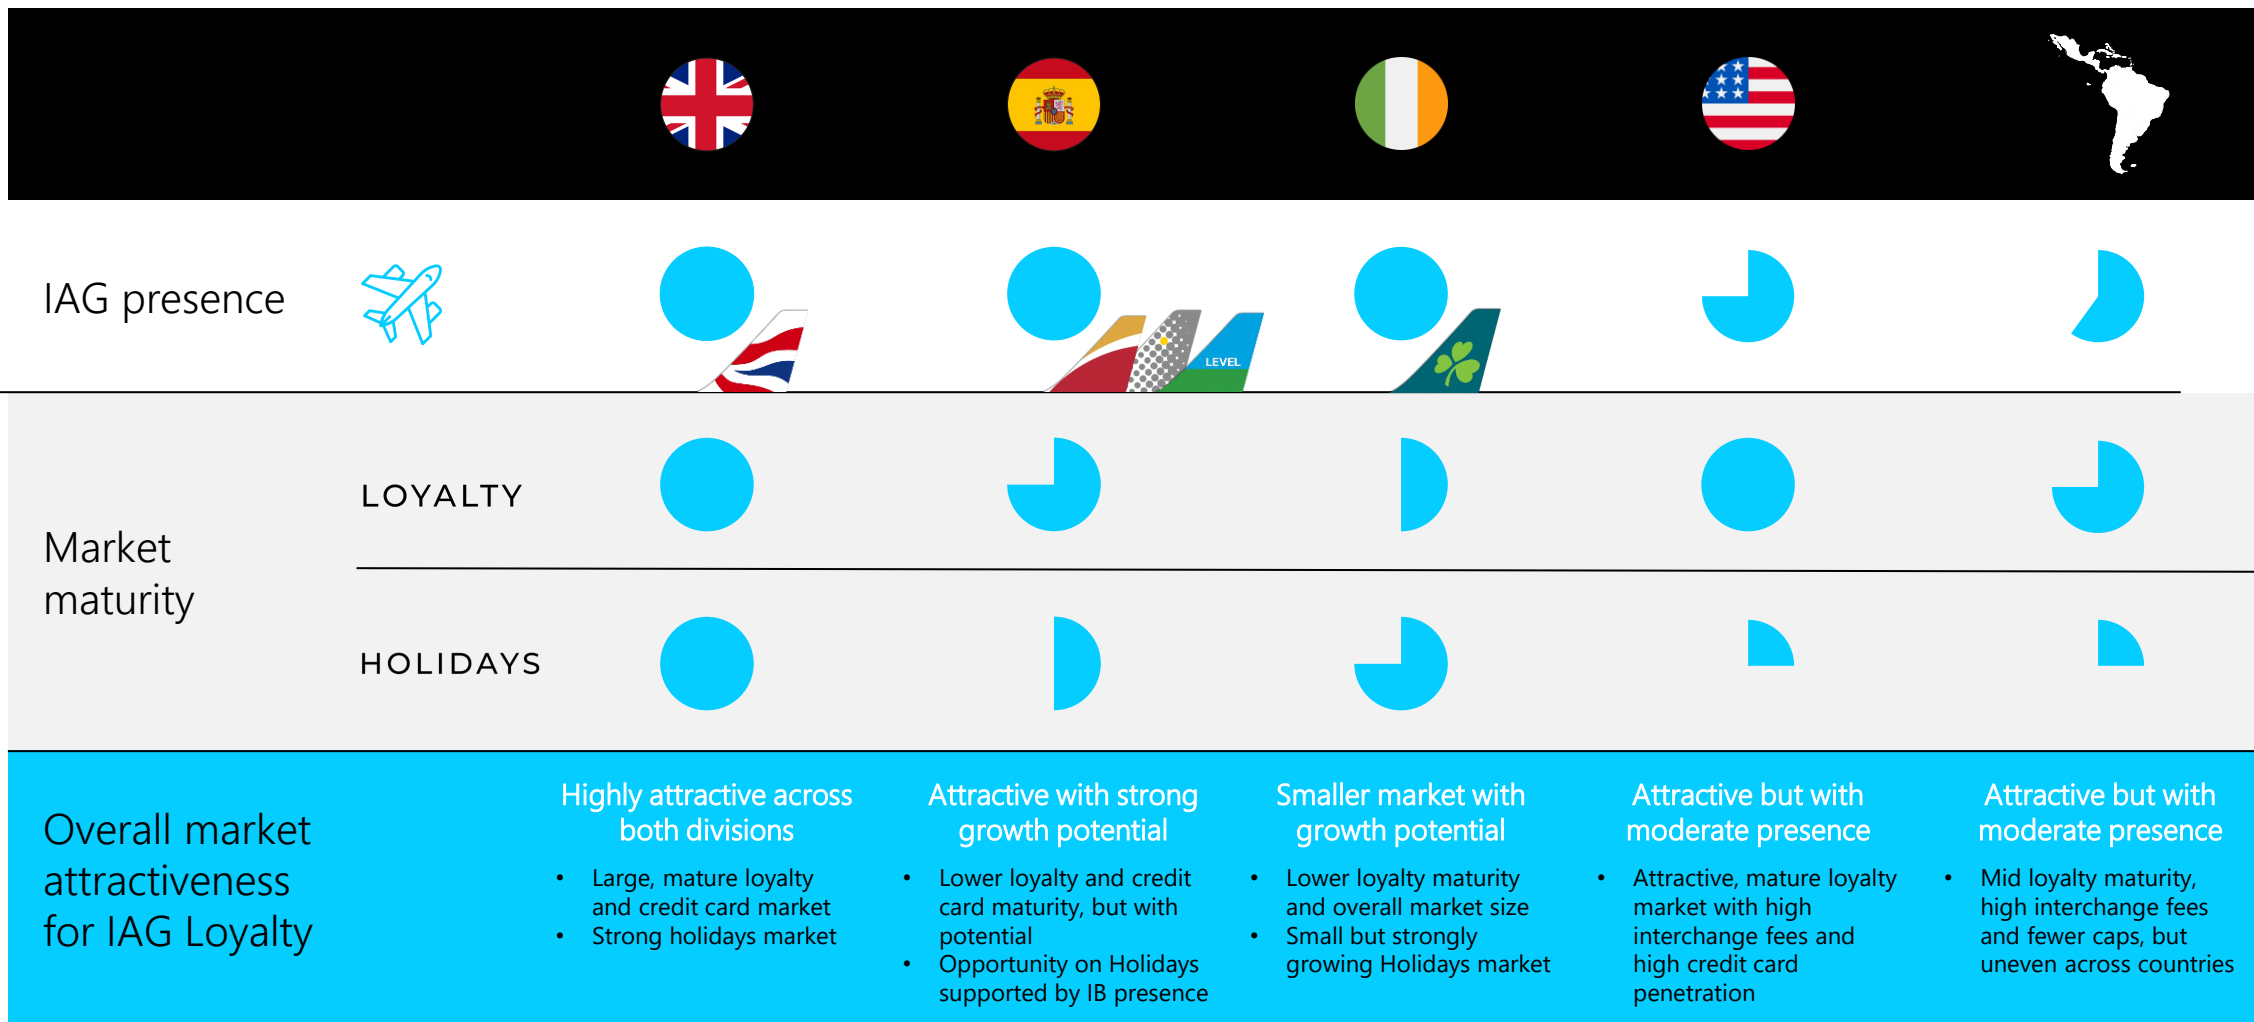 IAG presence
LEVEL
Market
maturity
LOYALTY
HOLIDAYS
Overall market
attractiveness
for IAG Loyalty
Highly attractive across
both divisions
• Large, mature loyalty
and credit card market
• Strong holidays market
Attractive with strong
growth potential
• Lower loyalty and credit
card maturity, but with
potential
• Opportunity on Holidays
supported by IB presence
Smaller market with
growth potential
• Lower loyalty maturity
and overall market size
• Small but strongly
growing Holidays market
Attractive but with
moderate presence
• Attractive, mature loyalty
market with high
interchange fees and
high credit card
penetration
Attractive but with
moderate presence
• Mid loyalty maturity,
high interchange fees
and fewer caps, but
uneven across countries